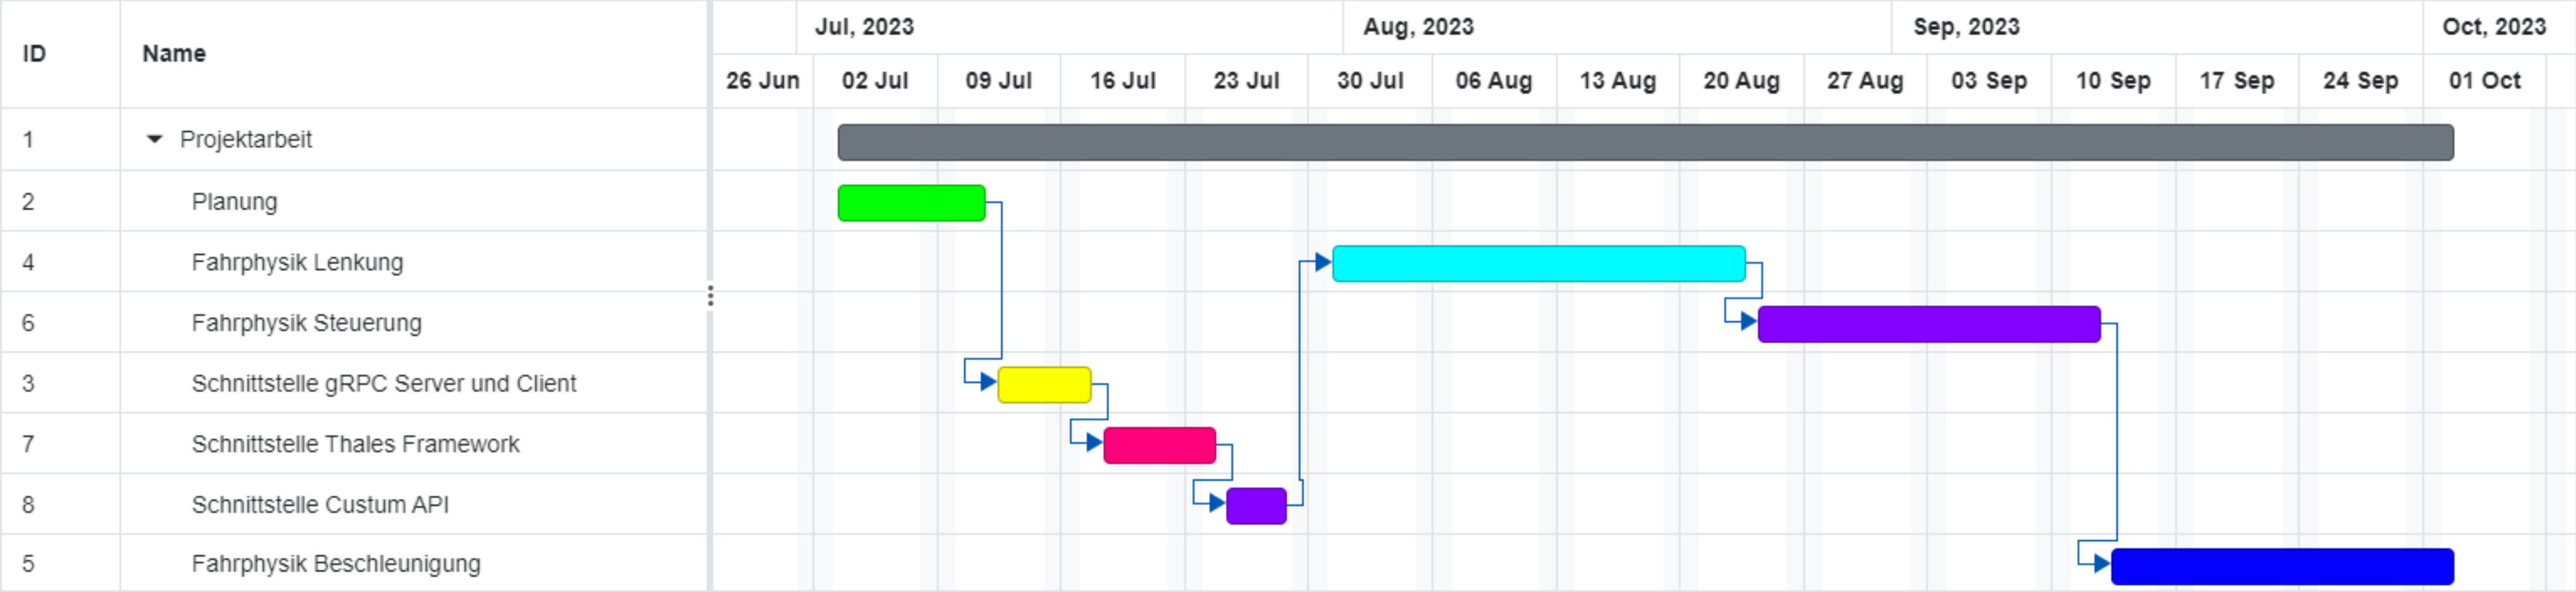 ID Name Jul, 2023 Aug, 2023 Sep, 2023 Oct, 2023
26 Jun 02 Jul 09 Jul 16 Jul 23 Jul 30 Jul 06 Aug 13 Aug 20 Aug 27 Aug 03 Sep 10 Sep 17 Sep 24 Sep 01 Oct
1 Projektarbeit
2 Planung
4 Fahrphysik Lenkung
6 Fahrphysik Steuerung
3 Schnittstelle gRPC Server und Client
7 Schnittstelle Thales Framework
8 Schnittstelle Custum API
5 Fahrphysik Beschleunigung